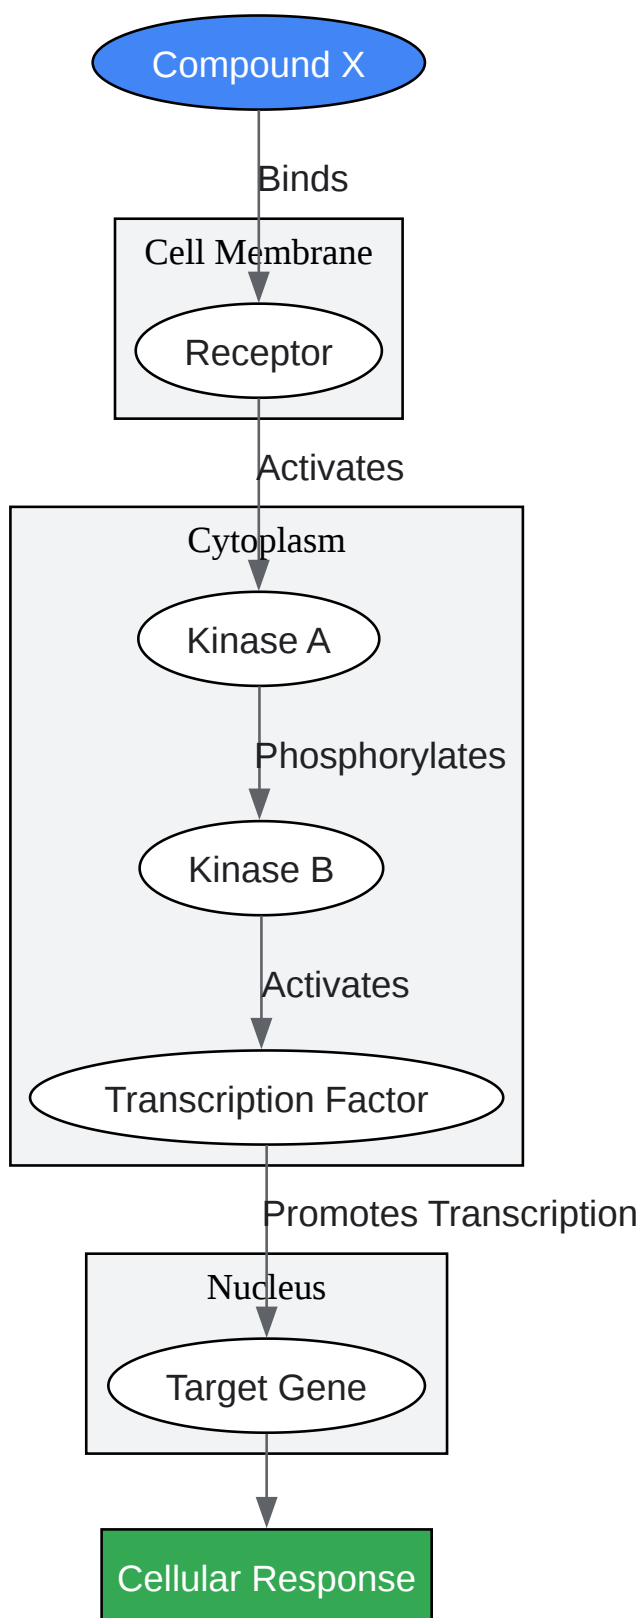 Compound X
Binds
Cell Membrane
Receptor
Activates
Cytoplasm
Kinase A
Phosphorylates
Kinase B
Activates
Transcription Factor
Promotes Transcription
Nucleus
Target Gene
Cellular Response